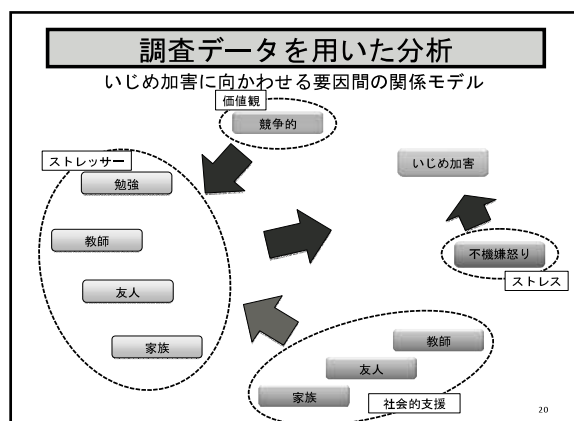 調査データを用いた分析
いじめ加害に向かわせる要因間の関係モデル
価値観
競争的
ストレッサー
勉強
教師
友人
家族
いじめ加害
不機嫌怒り
ストレス
教師
友人
家族
社会的支援
20